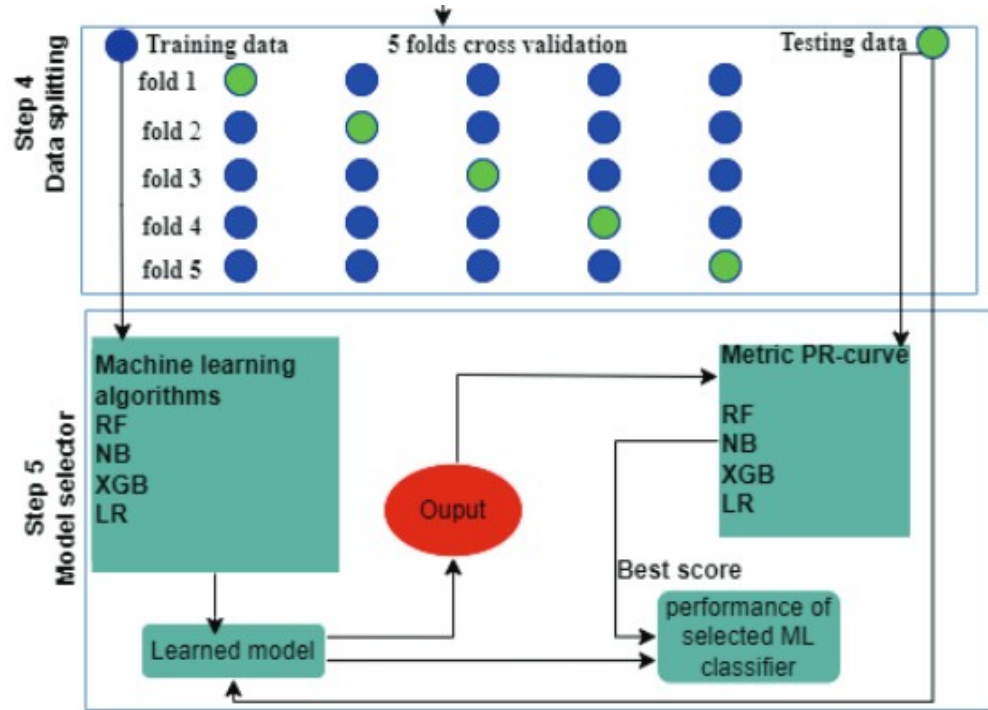 Step 4
Data splitting
Training data
5 folds cross validation
Testing data
fold 1
fold 2
fold 3
fold 4
fold 5
Step 5
Model selector
Machine learning
algorithms
RF
NB
XGB
LR
Learned model
Ouput
Metric PR-curve
RF
NB
XGB
LR
Best score
performance of
selected ML
classifier